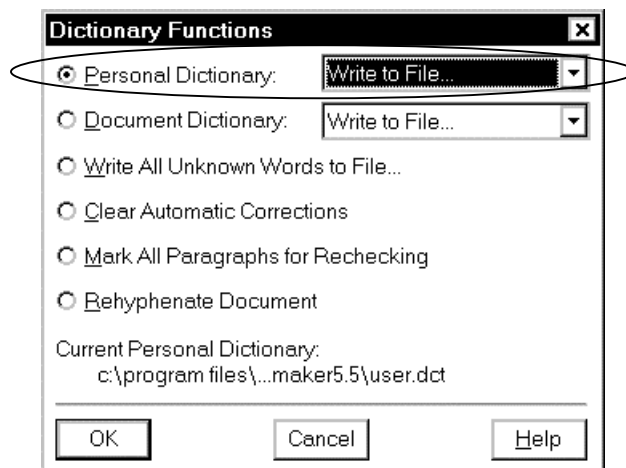 Dictionary Functions
Personal Dictionary: Write to File...
Document Dictionary: Write to File...
Write All Unknown Words to File...
Clear Automatic Corrections
Mark All Paragraphs for Rechecking
Rehyphenate Document
Current Personal Dictionary:
c:\program files\...maker5.5\user.dct
OK Cancel Help